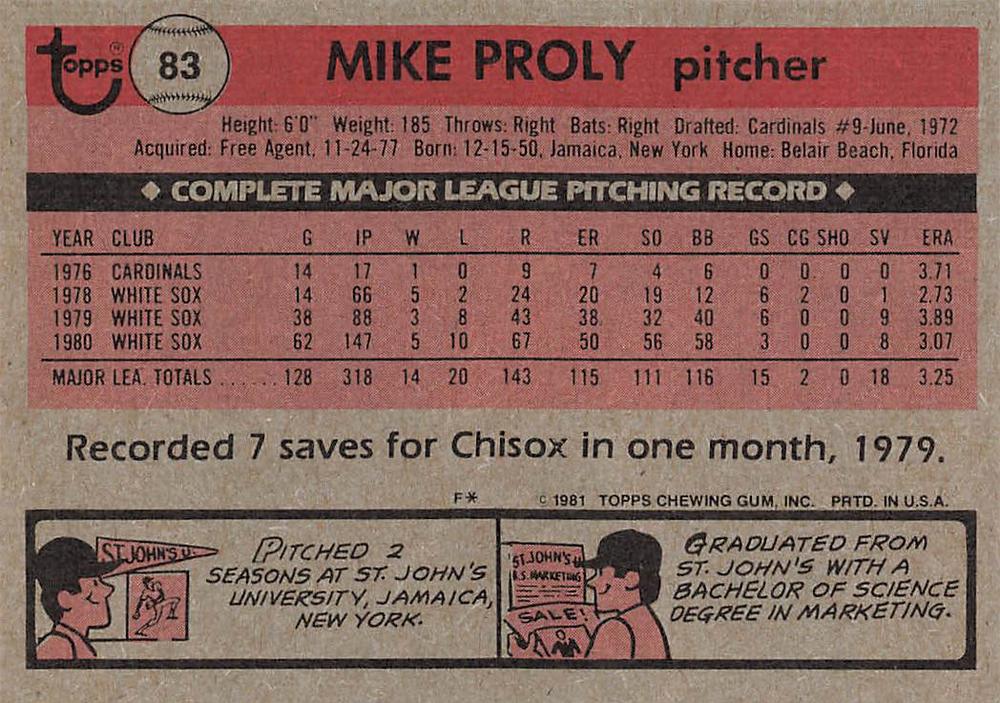 Topps ® 83 MIKE PROLY pitcher
Height: 6'0" Weight: 185 Throws: Right Bats: Right Drafted: Cardinals #9-June, 1972
Acquired: Free Agent, 11-24-77 Born: 12-15-50, Jamaica, New York Home: Belair Beach, Florida
◆ COMPLETE MAJOR LEAGUE PITCHING RECORD ◆
YEAR CLUB G IP W L R ER SO BB GS CG SHO SV ERA
1976 CARDINALS 14 17 1 0 9 7 4 6 0 0 0 0 3.71
1978 WHITE SOX 14 66 5 2 24 20 19 12 6 2 0 1 2.73
1979 WHITE SOX 38 88 3 8 43 38 32 40 6 0 0 9 3.89
1980 WHITE SOX 62 147 5 10 67 50 56 58 3 0 0 8 3.07
MAJOR LEA. TOTALS ...... 128 318 14 20 143 115 111 116 15 2 0 18 3.25
Recorded 7 saves for Chisox in one month, 1979.
F* © 1981 TOPPS CHEWING GUM, INC. PRTD. IN U.S.A.
ST. JOHN'S U.
PITCHED 2
SEASONS AT ST. JOHN'S
UNIVERSITY, JAMAICA,
NEW YORK.
ST. JOHN'S U
B.S. MARKETING
SALE!
GRADUATED FROM
ST. JOHN'S WITH A
BACHELOR OF SCIENCE
DEGREE IN MARKETING.